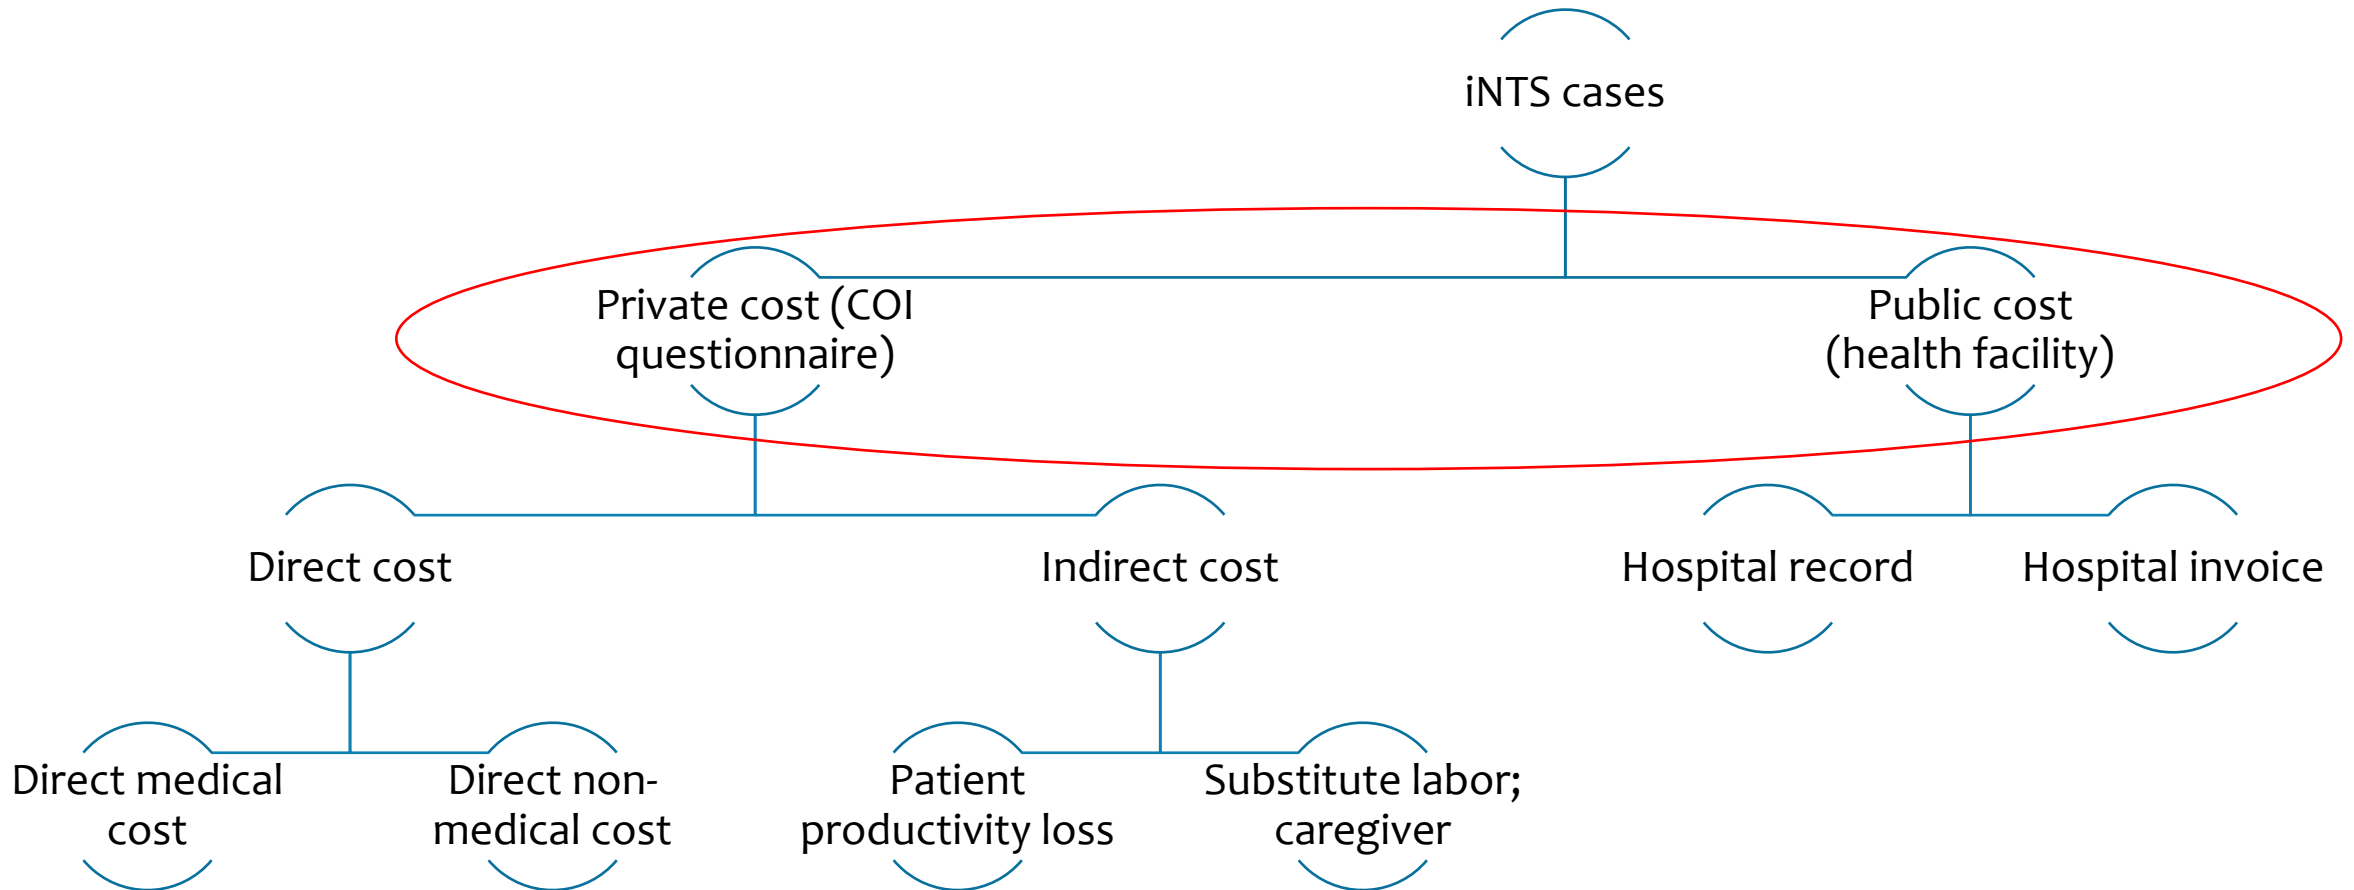 iNTS cases
Private cost (COI
questionnaire)
Public cost
(health facility)
Direct cost
Indirect cost
Hospital record
Hospital invoice
Direct medical
cost
Direct non-
medical cost
Patient
productivity loss
Substitute labor;
caregiver